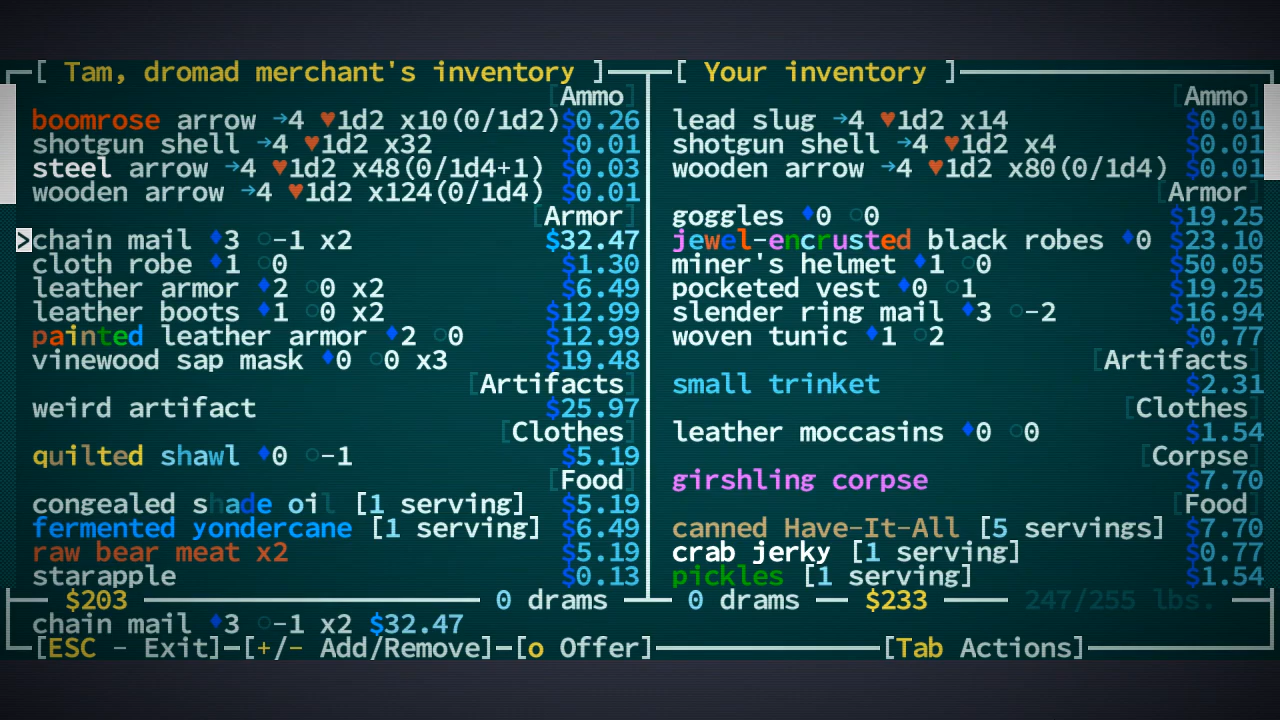 [ Tam, dromad merchant's inventory ]
[Ammo]
boomrose arrow →4 ♥1d2 x10(0/1d2) $0.26
shotgun shell →4 ♥1d2 x32 $0.01
steel arrow →4 ♥1d2 x48(0/1d4+1) $0.03
wooden arrow →4 ♥1d2 x124(0/1d4) $0.01
[Armor]
>chain mail ♦3 ○-1 x2 $32.47
cloth robe ♦1 ○0 $1.30
leather armor ♦2 ○0 x2 $6.49
leather boots ♦1 ○0 x2 $12.99
painted leather armor ♦2 ○0 $12.99
vinewood sap mask ♦0 ○0 x3 $19.48
[Artifacts]
weird artifact $25.97
[Clothes]
quilted shawl ♦0 ○-1 $5.19
[Food]
congealed shade oil [1 serving] $5.19
fermented yondercane [1 serving] $6.49
raw bear meat x2 $5.19
starapple $0.13
$203 0 drams
[ Your inventory ]
[Ammo]
lead slug →4 ♥1d2 x14 $0.01
shotgun shell →4 ♥1d2 x4 $0.01
wooden arrow →4 ♥1d2 x80(0/1d4) $0.01
[Armor]
goggles ♦0 ○0 $19.25
jewel-encrusted black robes ♦0 $23.10
miner's helmet ♦1 ○0 $50.05
pocketed vest ♦0 ○1 $19.25
slender ring mail ♦3 ○-2 $16.94
woven tunic ♦1 ○2 $0.77
[Artifacts]
small trinket $2.31
[Clothes]
leather moccasins ♦0 ○0 $1.54
[Corpse]
girshling corpse $7.70
[Food]
canned Have-It-All [5 servings] $7.70
crab jerky [1 serving] $0.77
pickles [1 serving] $1.54
0 drams $233 247/255 lbs.
chain mail ♦3 ○-1 x2 $32.47
[ESC - Exit] [+/- Add/Remove] [o Offer] [Tab Actions]